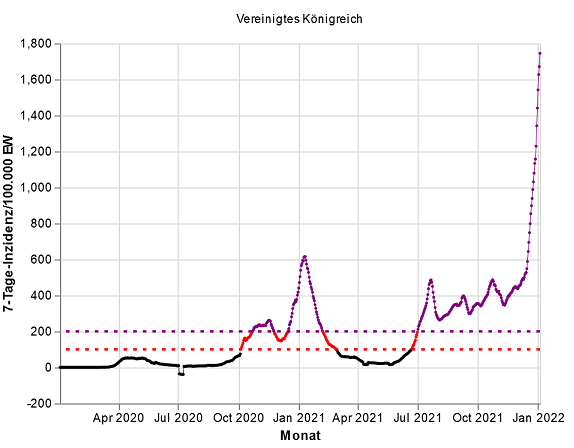 Vereinigtes Königreich
7-Tage-Inzidenz/100.000 EW
1,800
1,600
1,400
1,200
1,000
800
600
400
200
0
-200
Apr 2020 Jul 2020 Oct 2020 Jan 2021 Apr 2021 Jul 2021 Oct 2021 Jan 2022
Monat